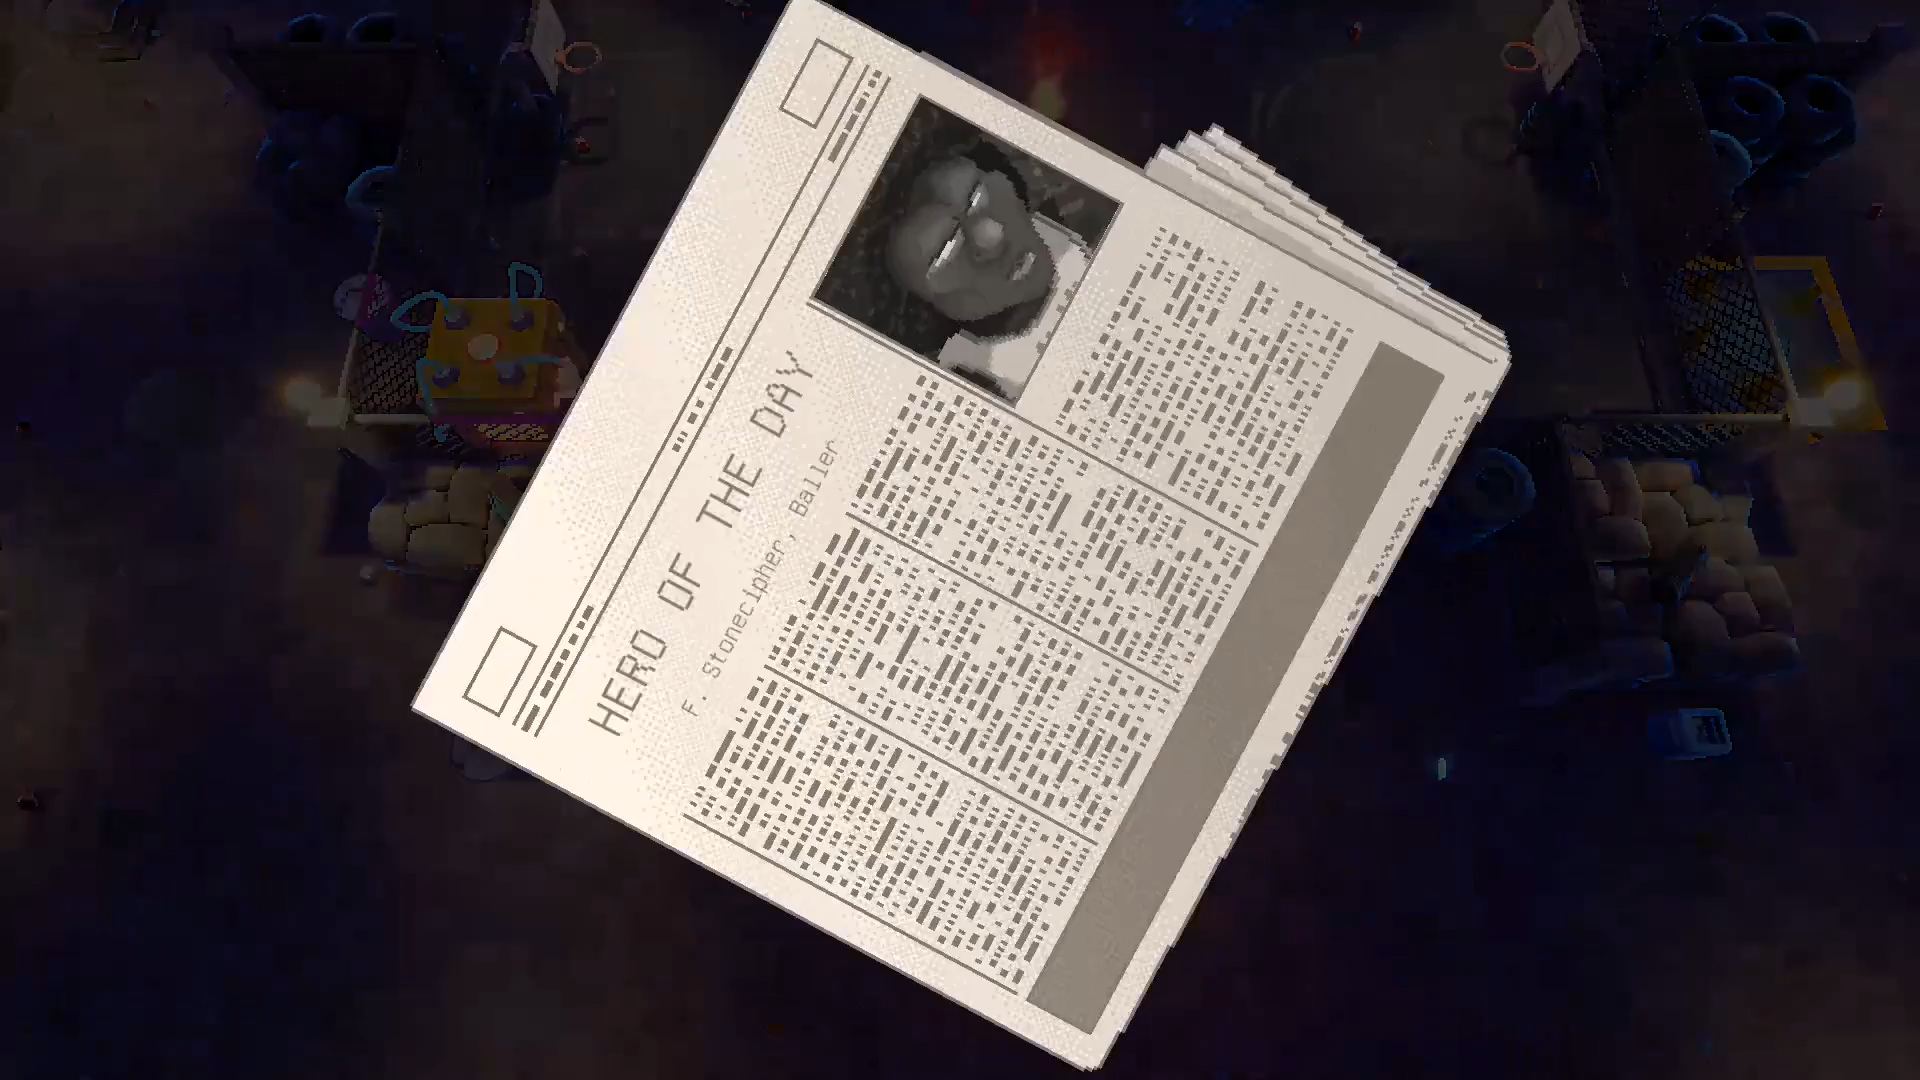 HERO OF THE DAY
F. Stonecipher, Baller